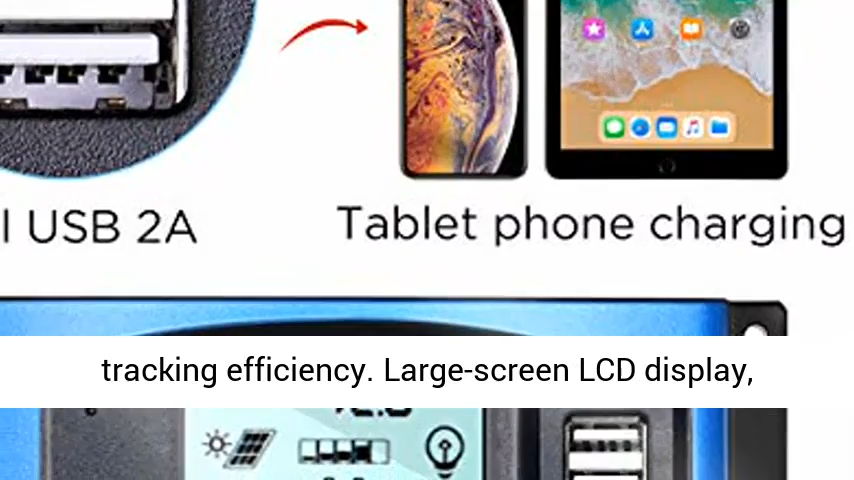 l USB 2A
Tablet phone charging
tracking efficiency. Large-screen LCD display,